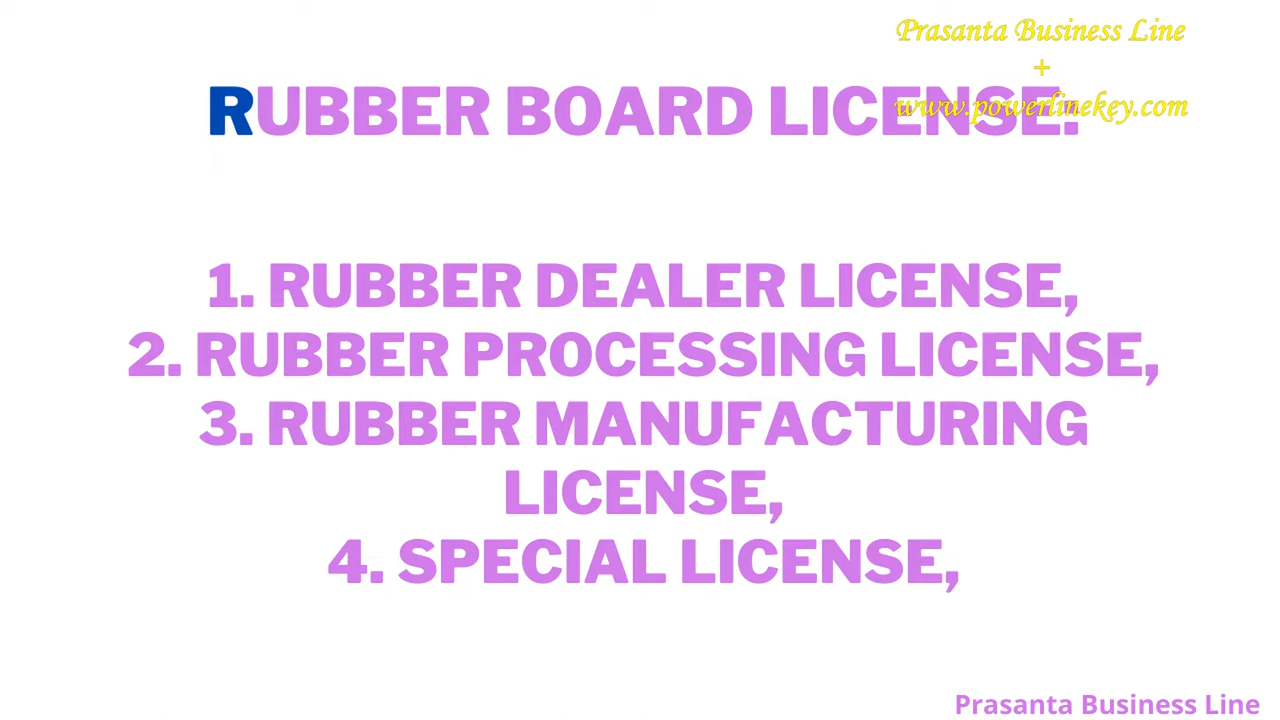 Prasanta Business Line
+
www.powerlinekey.com
RUBBER BOARD LICENSE:
1. RUBBER DEALER LICENSE,
2. RUBBER PROCESSING LICENSE,
3. RUBBER MANUFACTURING
LICENSE,
4. SPECIAL LICENSE,
Prasanta Business Line